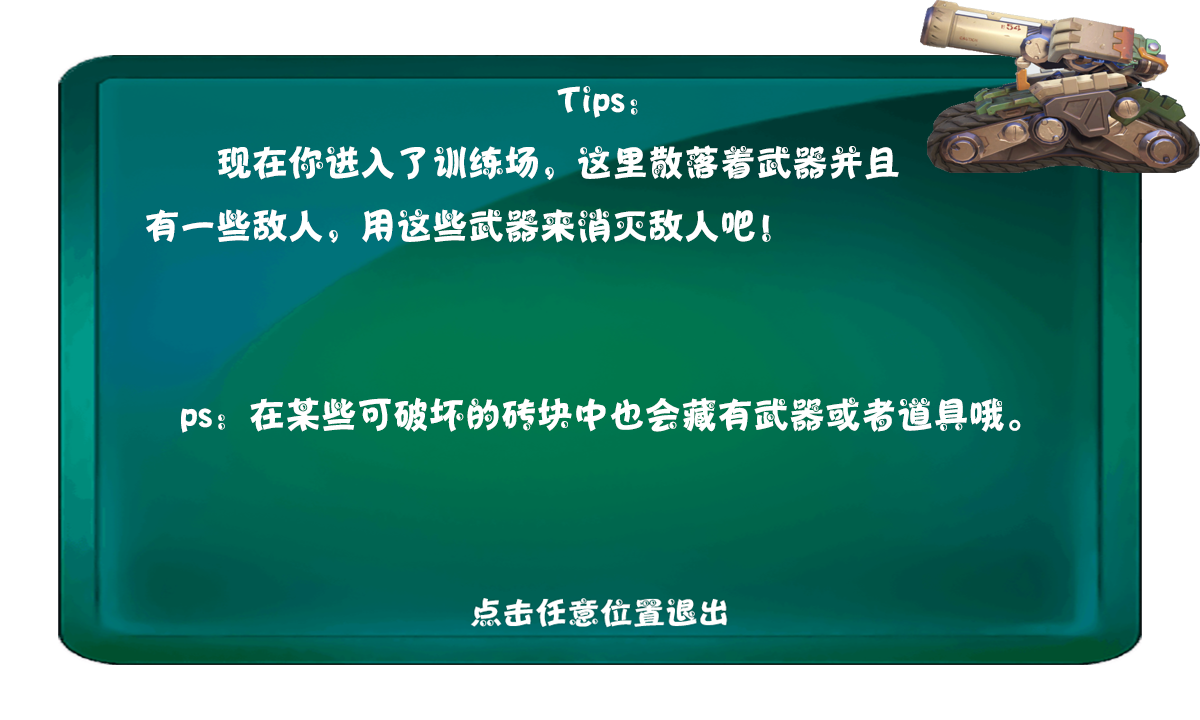 54
Tips：
现在你进入了训练场，这里散落着武器并且
有一些敌人，用这些武器来消灭敌人吧！
ps：在某些可破坏的砖块中也会藏有武器或者道具哦。
点击任意位置退出